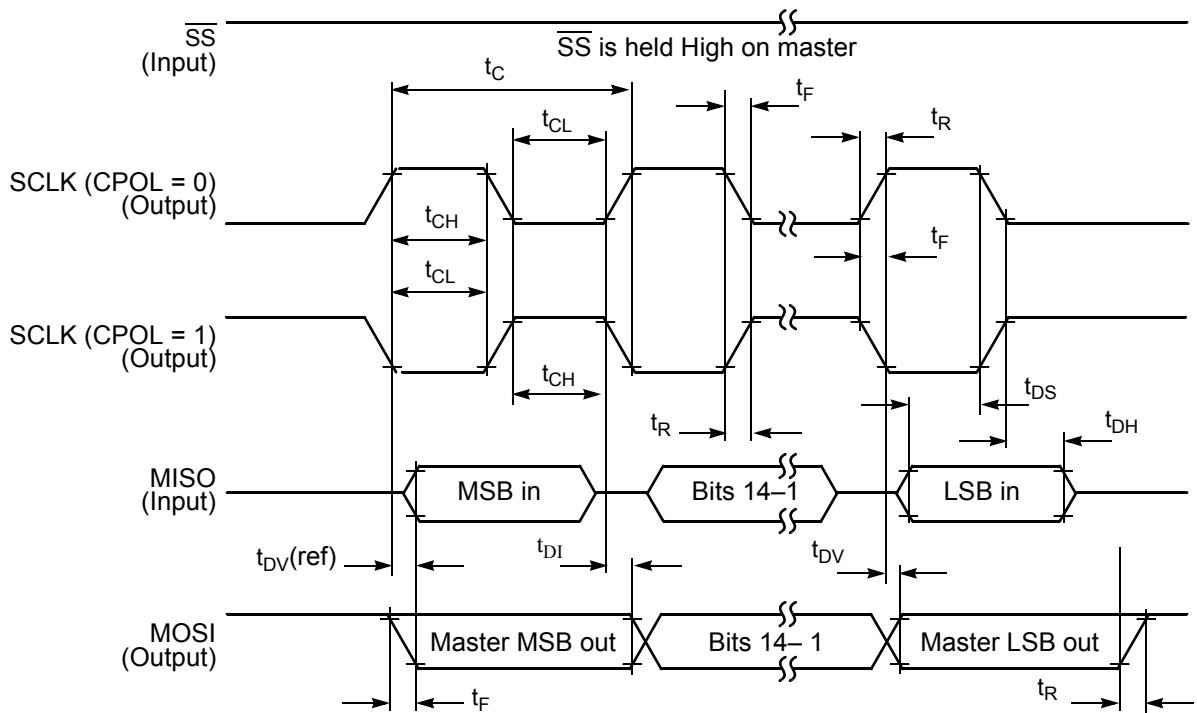 SS
(Input)
SS is held High on master
tC
tF
tCL
tR
SCLK (CPOL = 0)
(Output)
tCH
tF
tCL
SCLK (CPOL = 1)
(Output)
tCH
tDS
tR
tDH
MISO
(Input)
MSB in
Bits 14–1
LSB in
tDV(ref)
tDI
tDV
MOSI
(Output)
Master MSB out
Bits 14– 1
Master LSB out
tF
tR